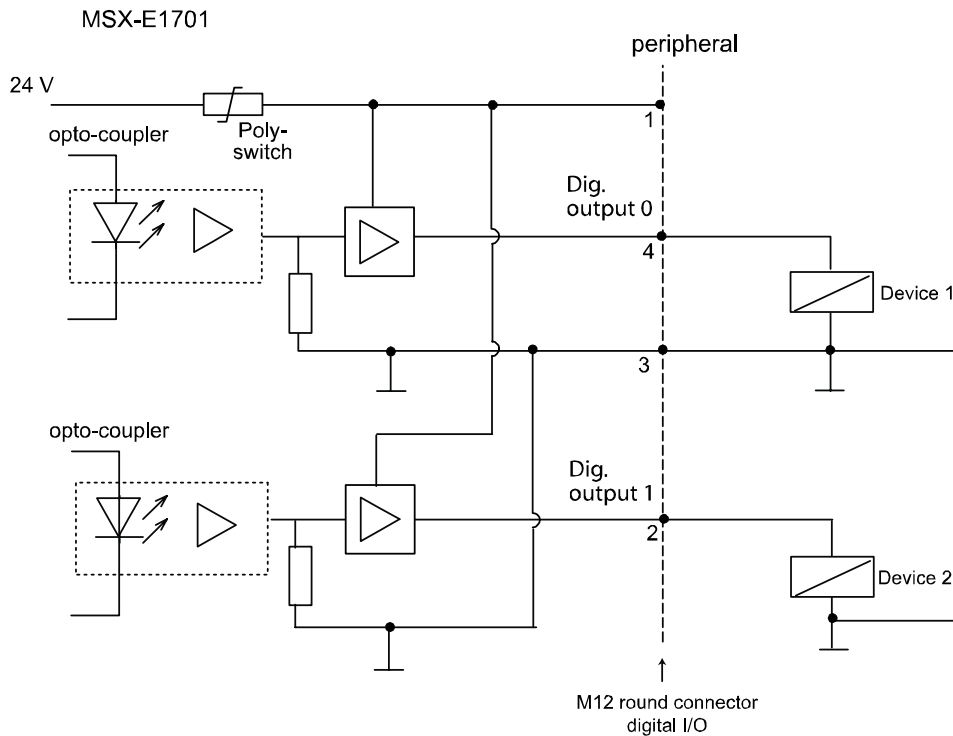 MSX-E1701
peripheral
24 V
1
opto-coupler
Poly-
switch
Dig.
output 0
4
Device 1
3
opto-coupler
Dig.
output 1
2
Device 2
M12 round connector
digital I/O